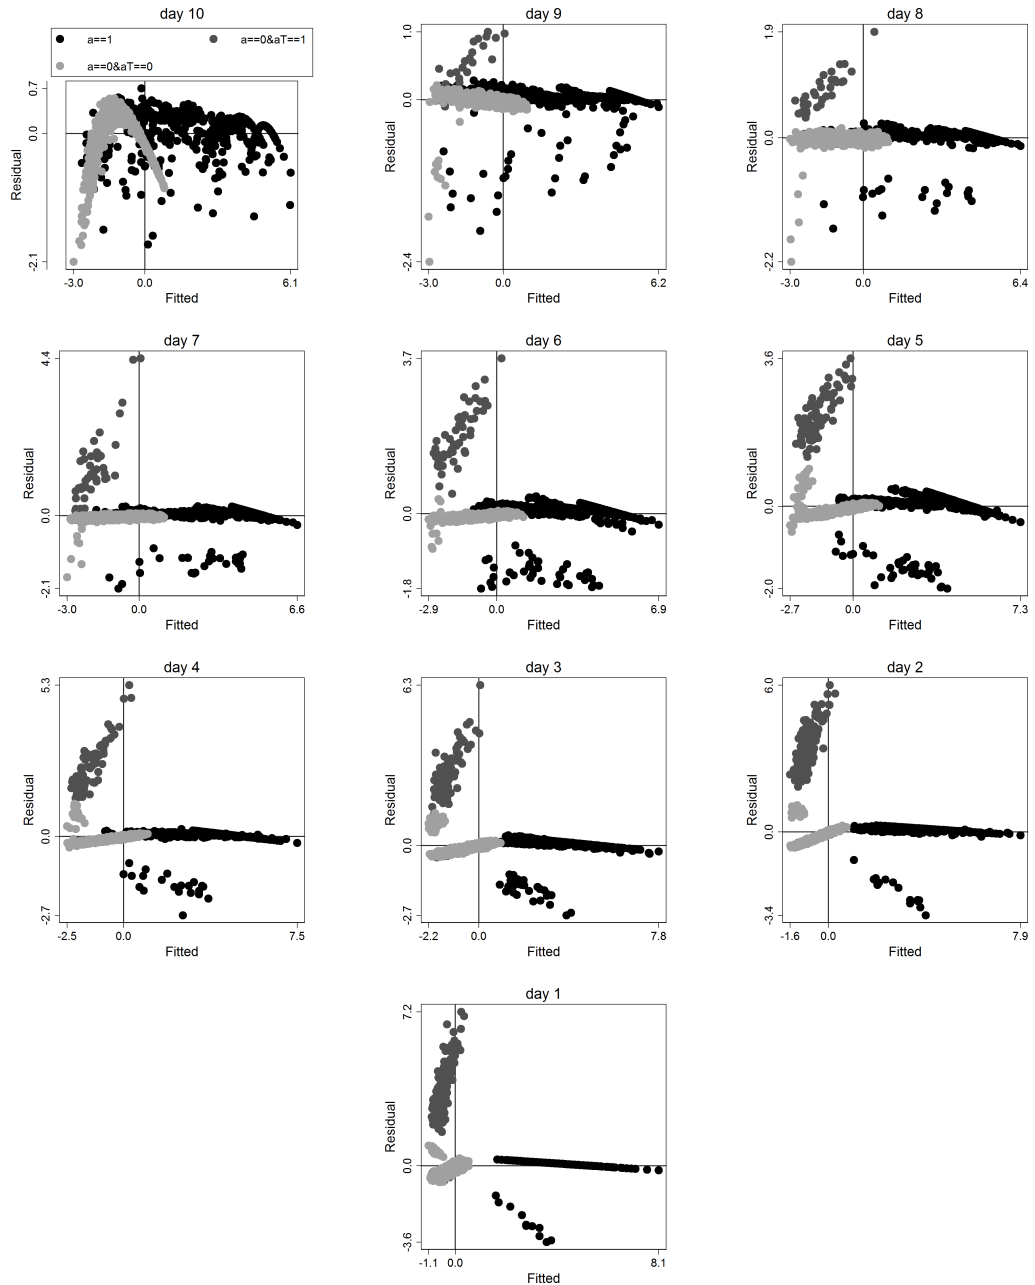 day 10
a==1
a==0&aT==1
a==0&aT==0
Residual
0.7
0.0
-2.1
-3.0 0.0 6.1
Fitted
day 9
Residual
1.0
0.0
-2.4
-3.0 0.0 6.2
Fitted
day 8
Residual
1.9
0.0
-2.2
-3.0 0.0 6.4
Fitted
day 7
Residual
4.4
0.0
-2.1
-3.0 0.0 6.6
Fitted
day 6
Residual
3.7
0.0
-1.8
-2.9 0.0 6.9
Fitted
day 5
Residual
3.6
0.0
-2.0
-2.7 0.0 7.3
Fitted
day 4
Residual
5.3
0.0
-2.7
-2.5 0.0 7.5
Fitted
day 3
Residual
6.3
0.0
-2.7
-2.2 0.0 7.8
Fitted
day 2
Residual
6.0
0.0
-3.4
-1.6 0.0 7.9
Fitted
day 1
Residual
7.2
0.0
-3.6
-1.1 0.0 8.1
Fitted